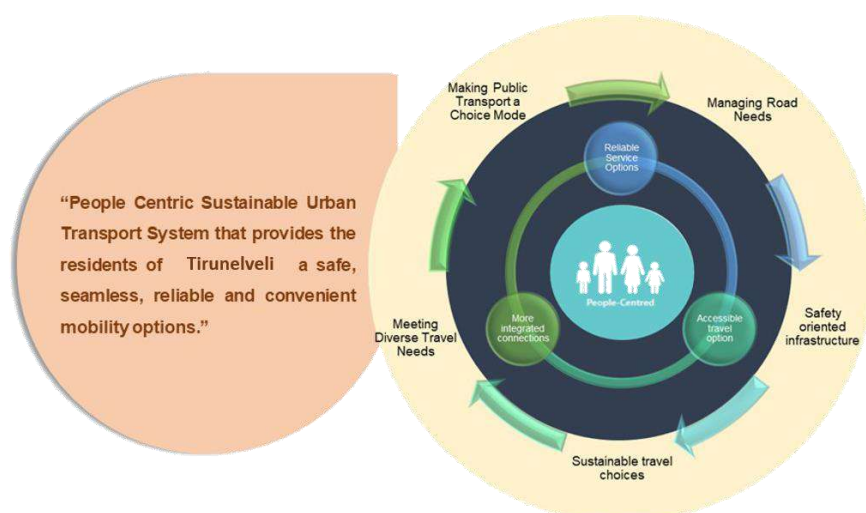 “People Centric Sustainable Urban
Transport System that provides the
residents of Tirunelveli a safe,
seamless, reliable and convenient
mobility options.”
Making Public
Transport a
Choice Mode
Managing Road
Needs
Reliable
Service
Options
People-Centred
More
integrated
connections
Accessible
travel
option
Meeting
Diverse Travel
Needs
Safety
oriented
infrastructure
Sustainable travel
choices